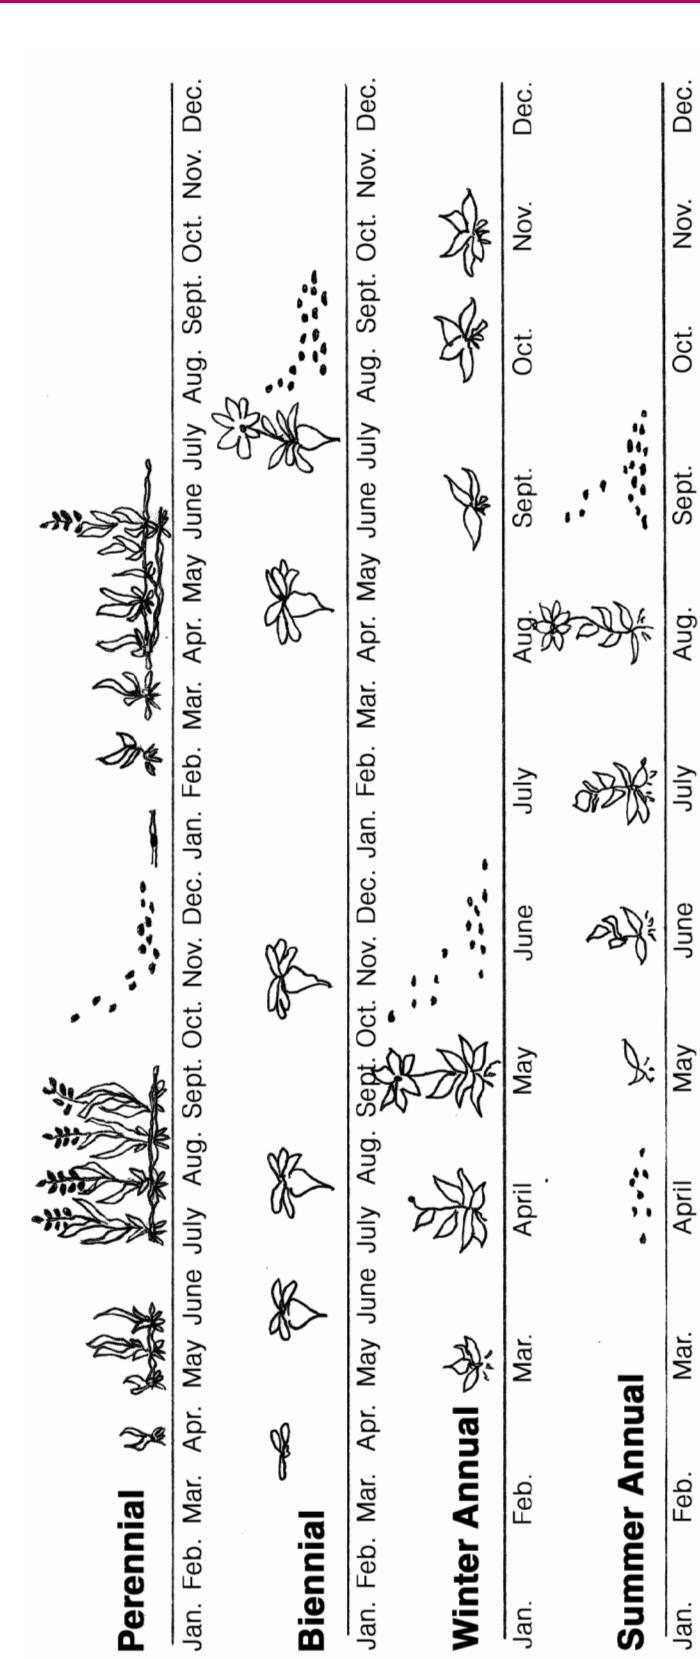 Perennial
Jan. Feb. Mar. Apr. May June July Aug. Sept. Oct. Nov. Dec. Jan. Feb. Mar. Apr. May June July Aug. Sept. Oct. Nov. Dec.
Biennial
Jan. Feb. Mar. Apr. May June July Aug. Sept. Oct. Nov. Dec. Jan. Feb. Mar. Apr. May June July Aug. Sept. Oct. Nov. Dec.
Winter Annual
Jan. Feb. Mar. April May June July Aug. Sept. Oct. Nov. Dec.
Summer Annual
Jan. Feb. Mar. April May June July Aug. Sept. Oct. Nov. Dec.